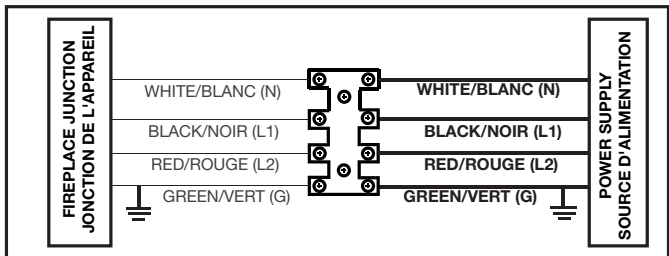 FIREPLACE JUNCTION
JONCTION DE L'APPAREIL
WHITE/BLANC (N)
BLACK/NOIR (L1)
RED/ROUGE (L2)
GREEN/VERT (G)
WHITE/BLANC (N)
BLACK/NOIR (L1)
RED/ROUGE (L2)
GREEN/VERT (G)
POWER SUPPLY
SOURCE D'ALIMENTATION